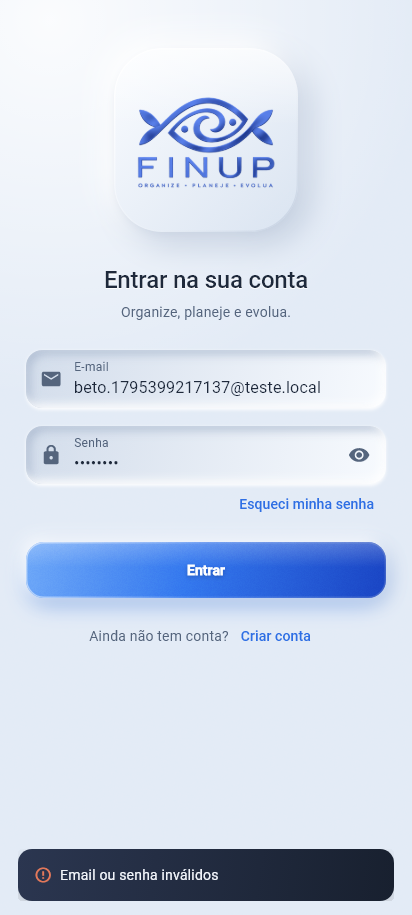 FINUP
ORGANIZE • PLANEJE • EVOLUA
Entrar na sua conta
Organize, planeje e evolua.
E-mail
beto.1795399217137@teste.local
Senha
••••••••
Esqueci minha senha
Entrar
Ainda não tem conta? Criar conta
Email ou senha inválidos